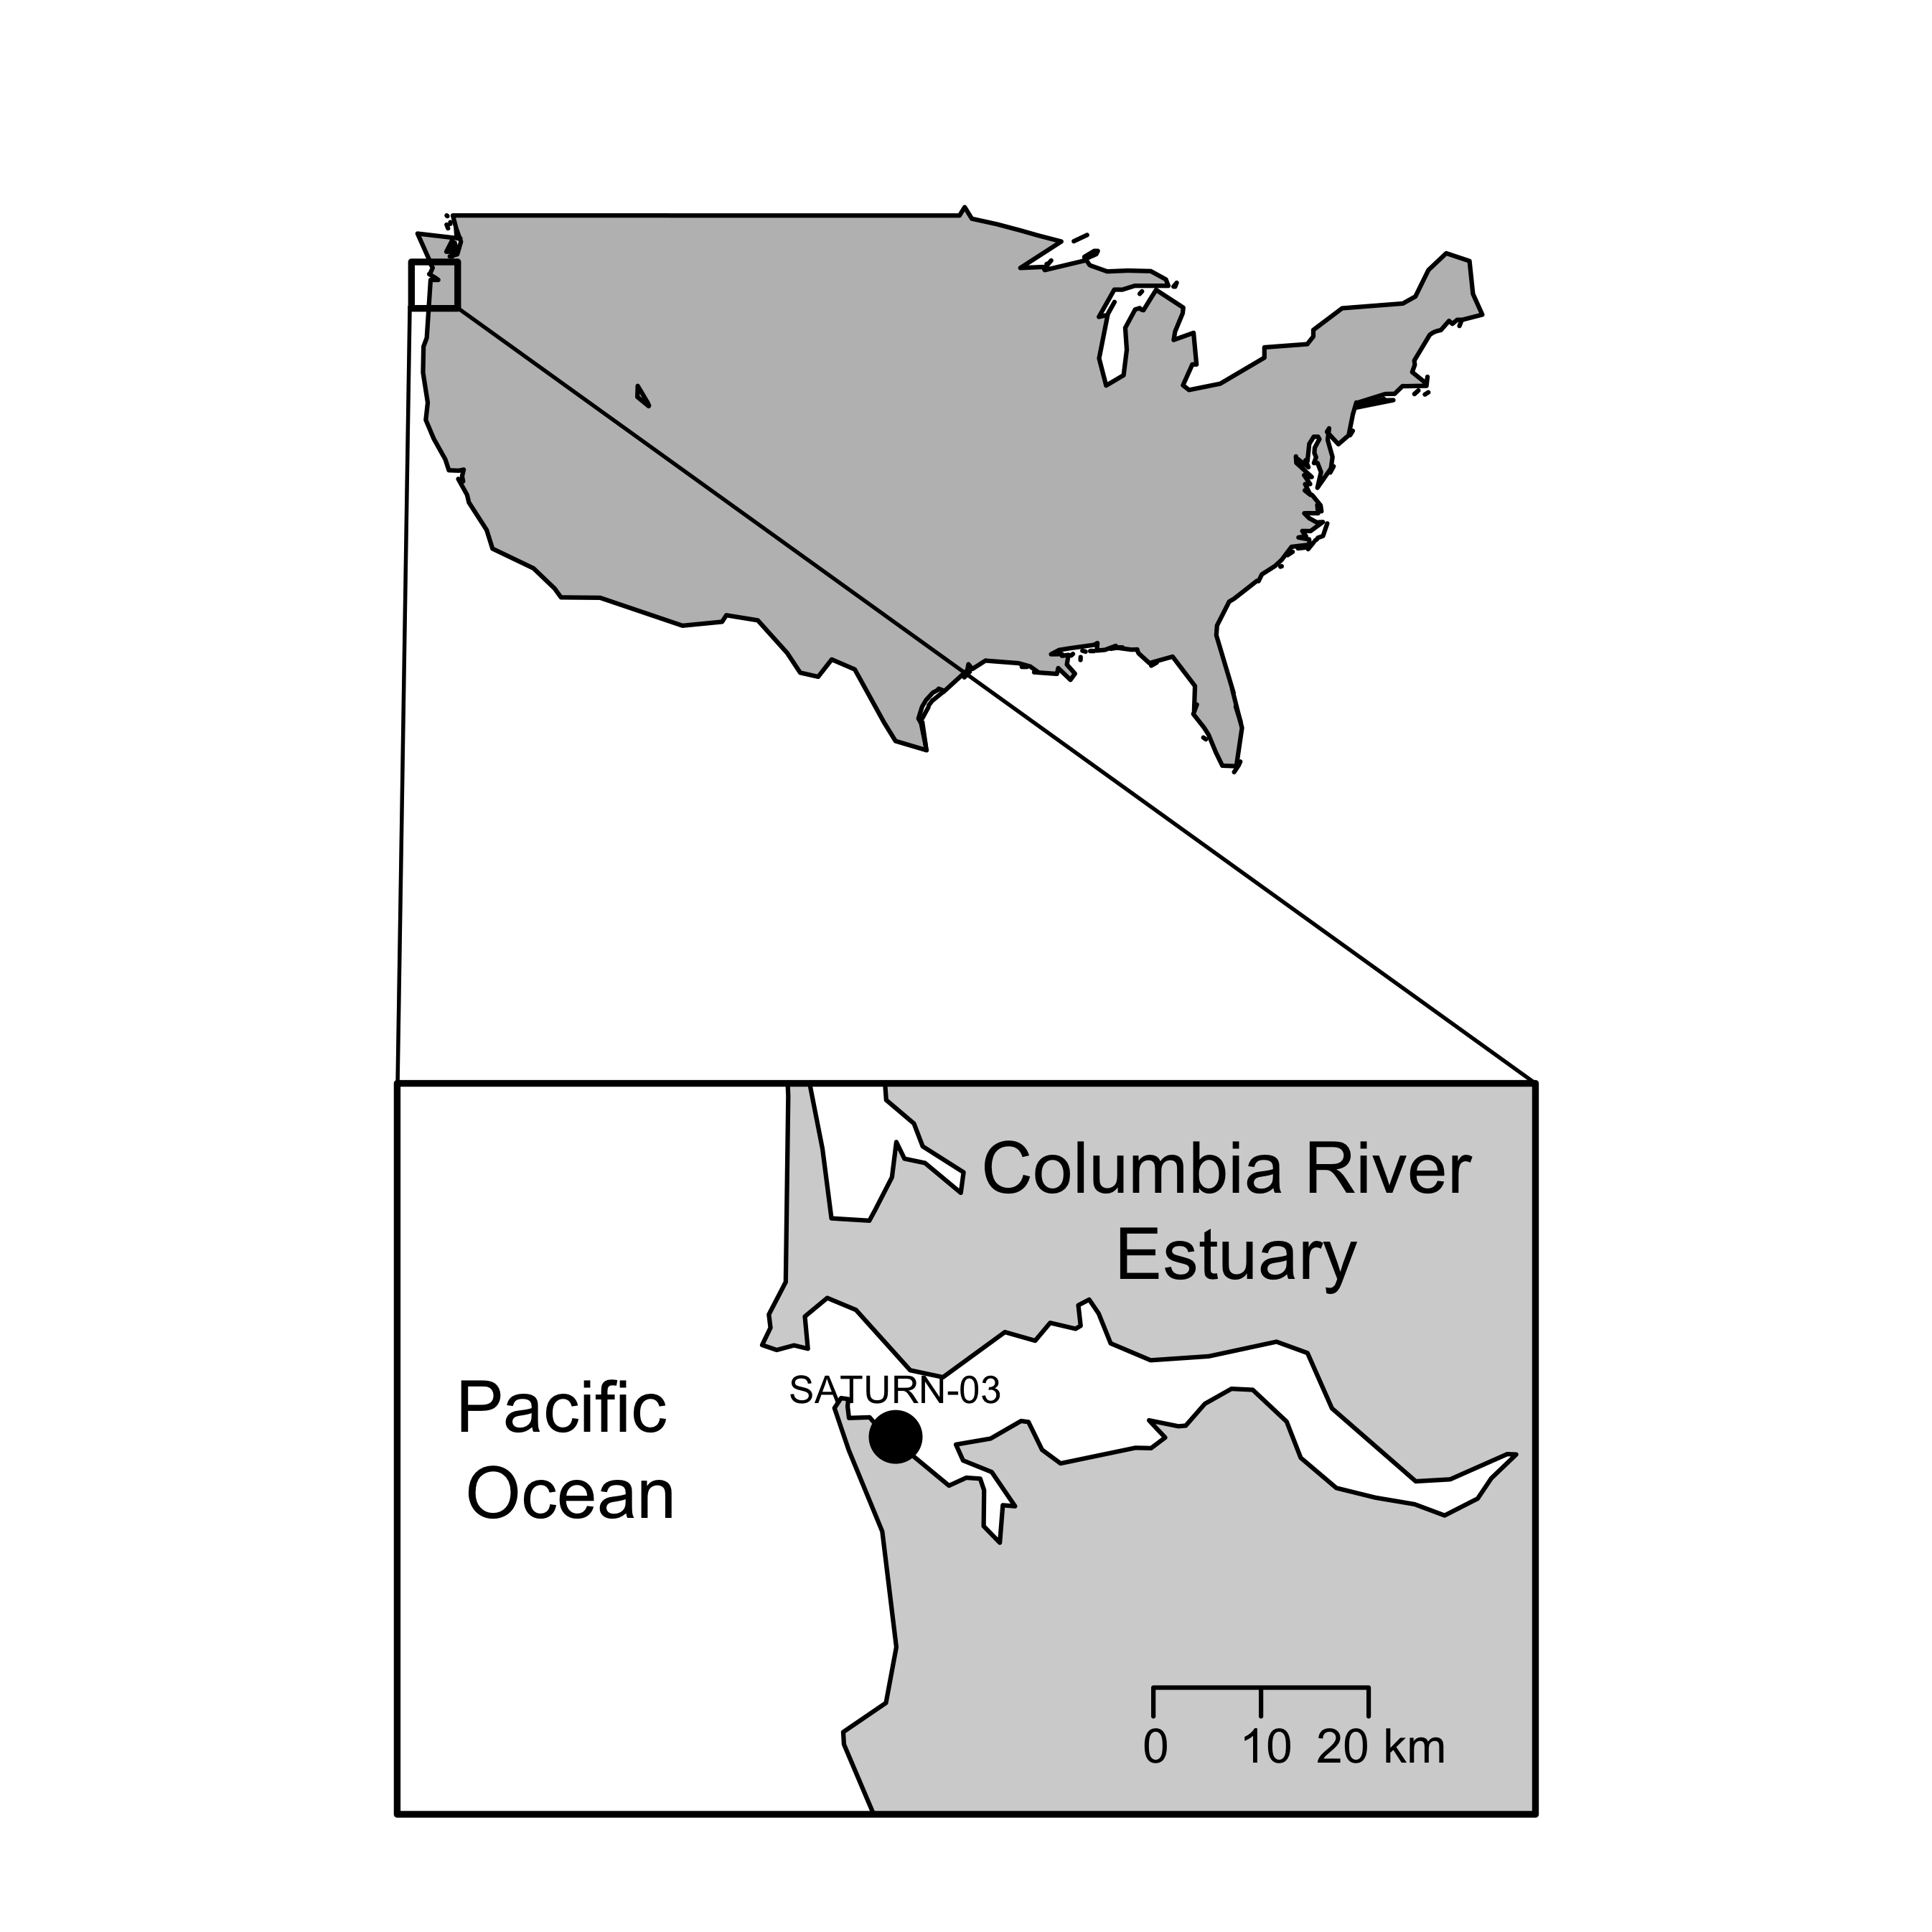 Columbia River
Estuary
SATURN-03
Pacific
Ocean
0 10 20 km